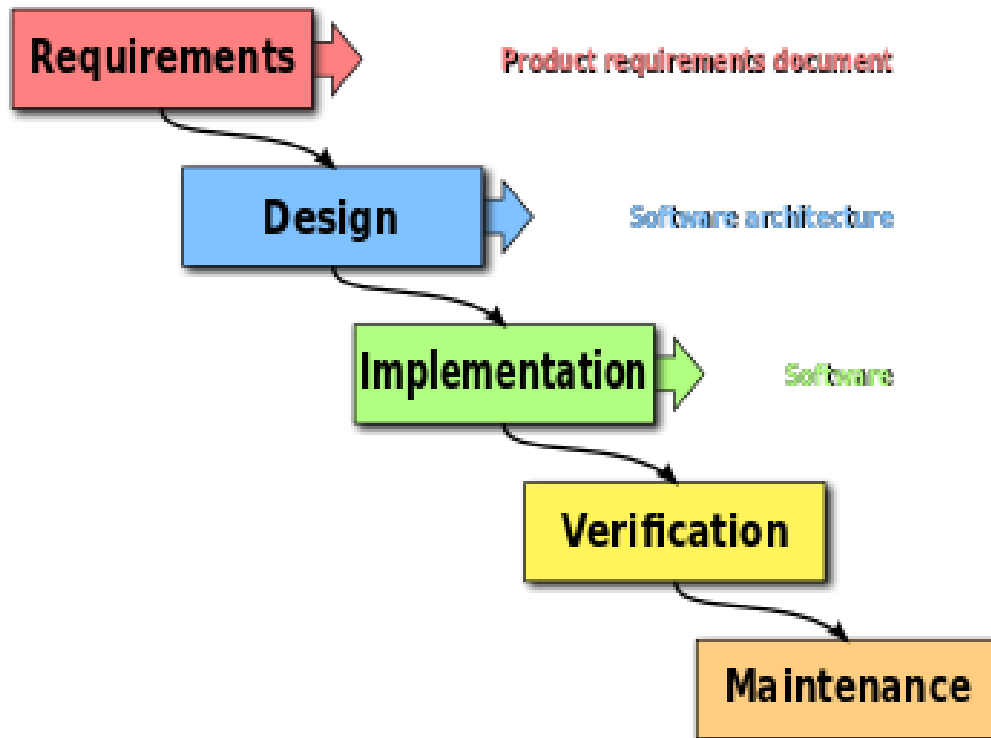 Requirements
Product requirements document
Design
Software architecture
Implementation
Software
Verification
Maintenance